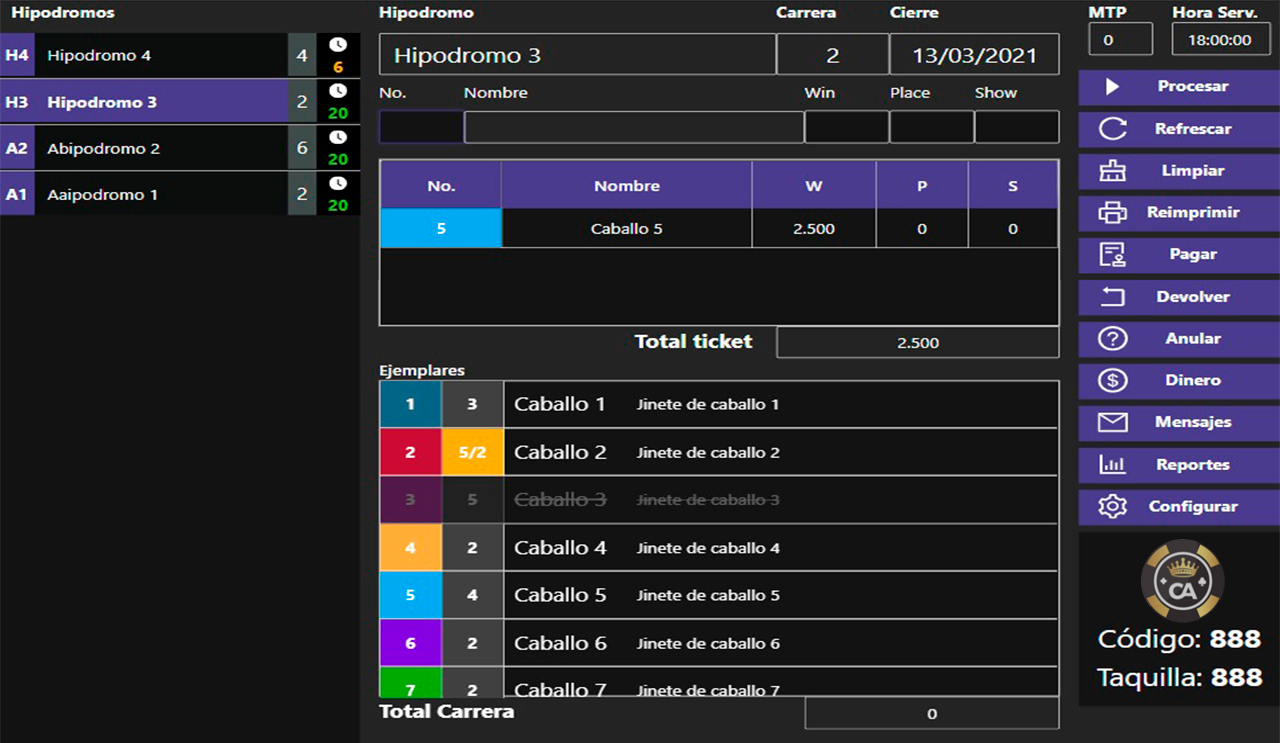 Hipodromos
H4 Hipodromo 4 4 6
H3 Hipodromo 3 2 20
A2 Abipodromo 2 6 20
A1 Aaipodromo 1 2 20
Hipodromo Carrera Cierre
Hipodromo 3 2 13/03/2021
No. Nombre Win Place Show
No. Nombre W P S
5 Caballo 5 2.500 0 0
Total ticket 2.500
Ejemplares
1 3 Caballo 1 Jinete de caballo 1
2 5/2 Caballo 2 Jinete de caballo 2
3 5 Caballo 3 Jinete de caballo 3
4 2 Caballo 4 Jinete de caballo 4
5 4 Caballo 5 Jinete de caballo 5
6 2 Caballo 6 Jinete de caballo 6
7 2 Caballo 7 Jinete de caballo 7
Total Carrera 0
MTP Hora Serv.
0 18:00:00
Procesar
Refrescar
Limpiar
Reimprimir
Pagar
Devolver
Anular
Dinero
Mensajes
Reportes
Configurar
CA
Código: 888
Taquilla: 888